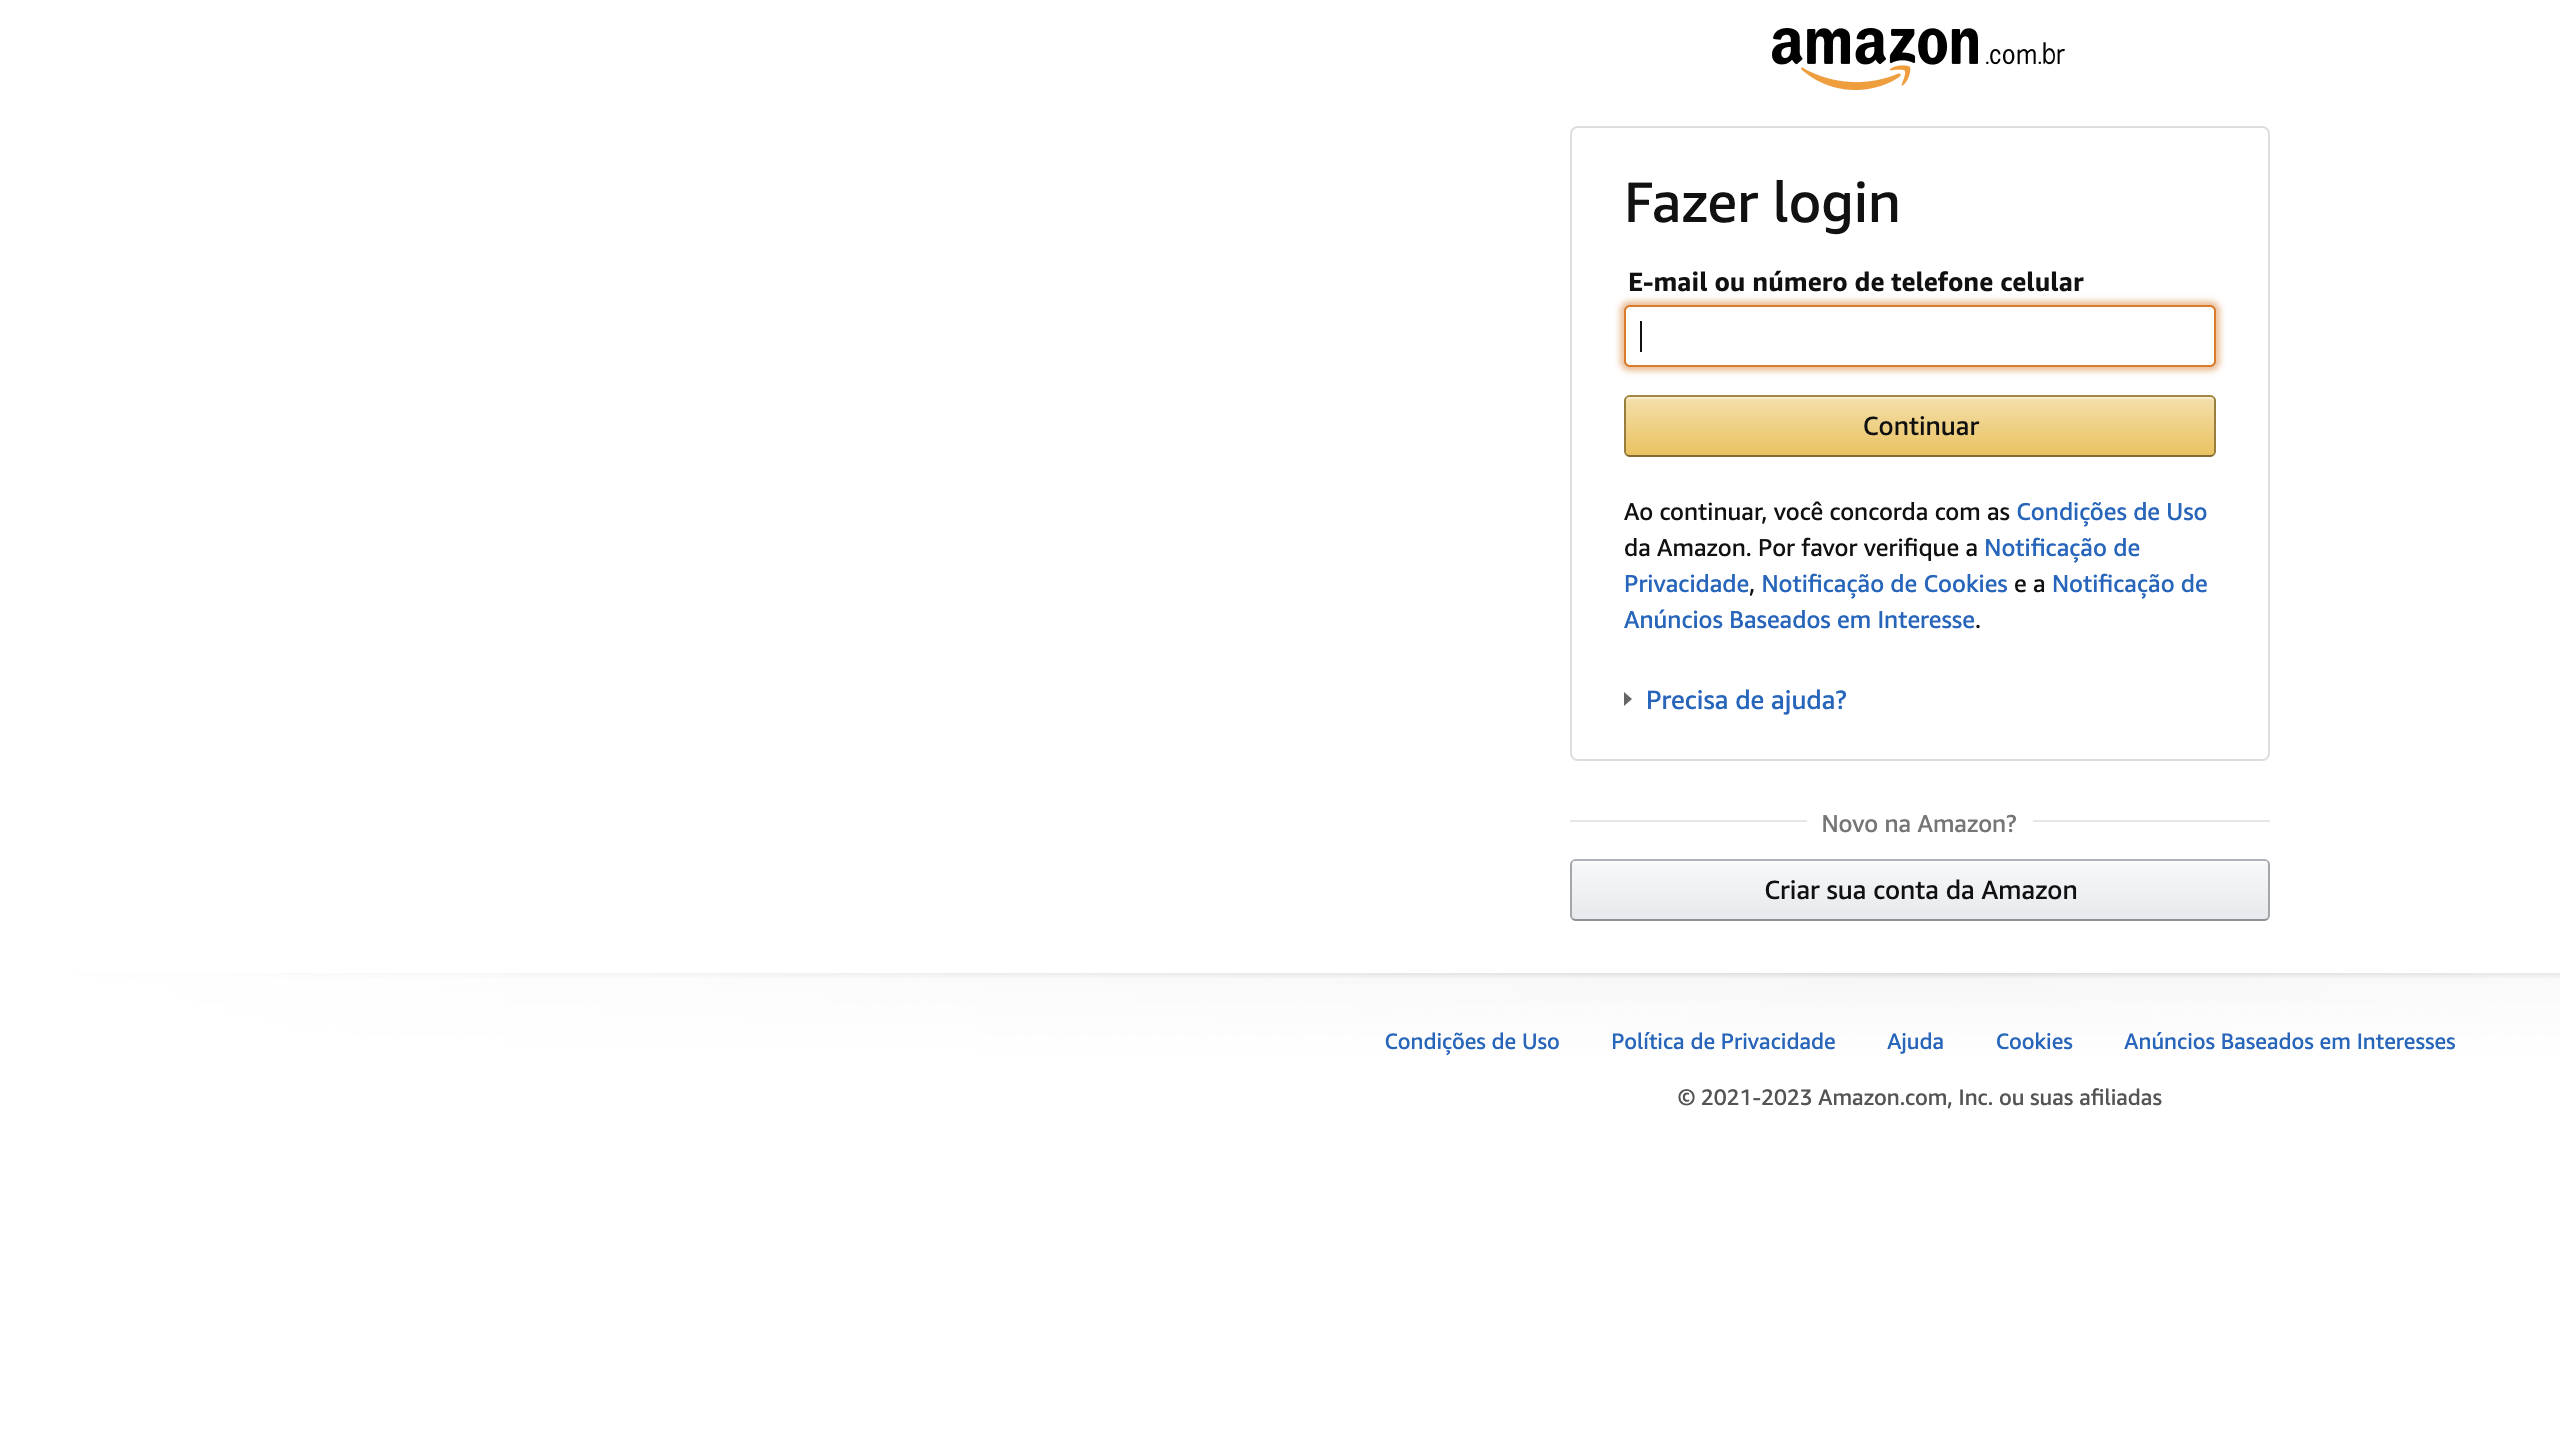 amazon.com.br
Fazer login
E-mail ou número de telefone celular
Continuar
Ao continuar, você concorda com as Condições de Uso
da Amazon. Por favor verifique a Notificação de
Privacidade, Notificação de Cookies e a Notificação de
Anúncios Baseados em Interesse.
Precisa de ajuda?
Novo na Amazon?
Criar sua conta da Amazon
Condições de Uso Política de Privacidade Ajuda Cookies Anúncios Baseados em Interesses
© 2021-2023 Amazon.com, Inc. ou suas afiliadas